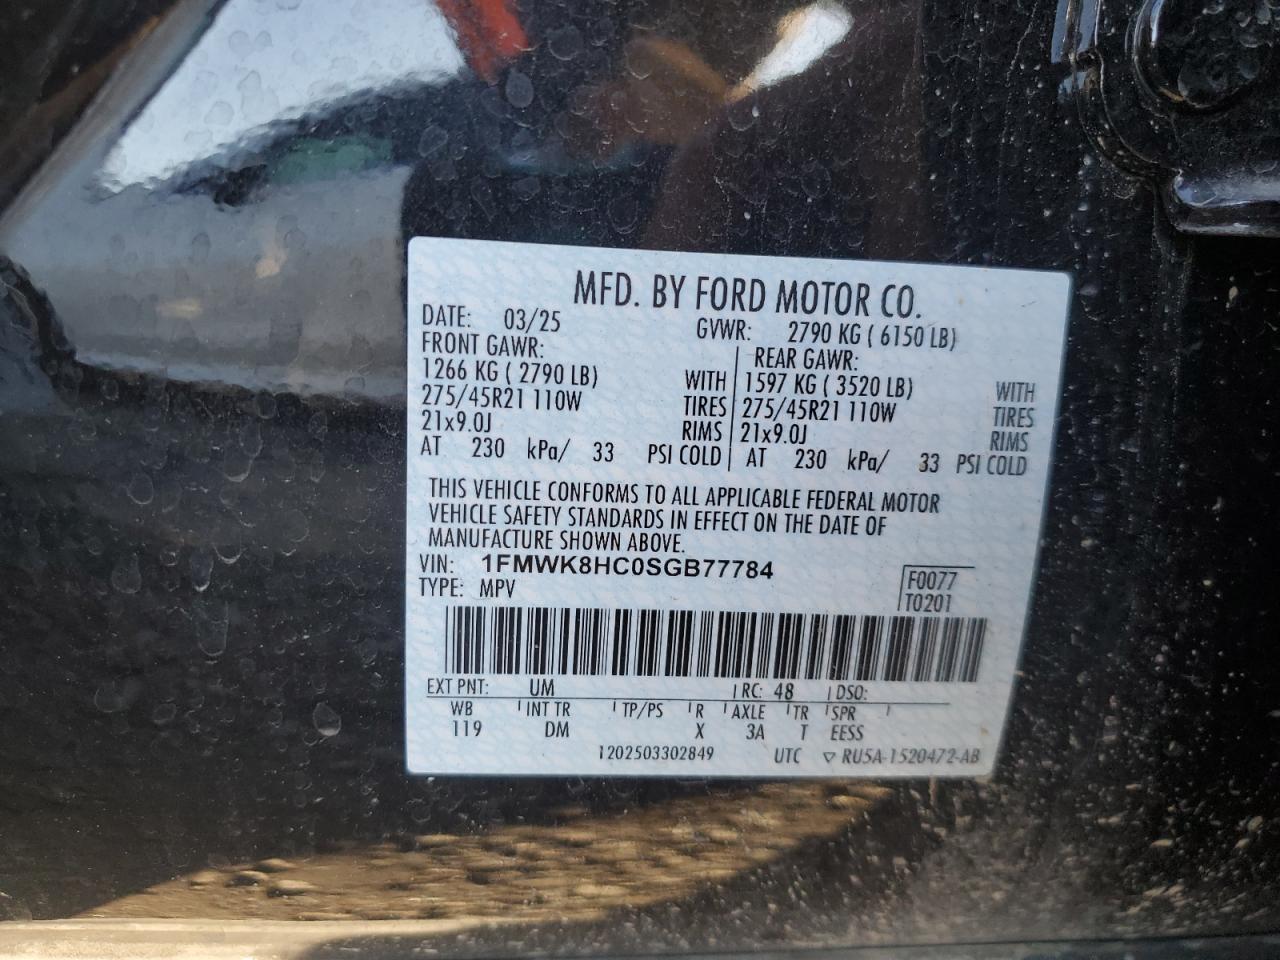 MFD. BY FORD MOTOR CO.
DATE: 03/25 GVWR: 2790 KG ( 6150 LB)
FRONT GAWR: REAR GAWR:
1266 KG ( 2790 LB) WITH 1597 KG ( 3520 LB) WITH
275/45R21 110W TIRES 275/45R21 110W TIRES
21x9.0J RIMS 21x9.0J RIMS
AT 230 kPa/ 33 PSI COLD AT 230 kPa/ 33 PSI COLD
THIS VEHICLE CONFORMS TO ALL APPLICABLE FEDERAL MOTOR
VEHICLE SAFETY STANDARDS IN EFFECT ON THE DATE OF
MANUFACTURE SHOWN ABOVE.
VIN: 1FMWK8HC0SGB77784
TYPE: MPV
F0077
T0201
EXT PNT: UM RC: 48 DSO:
WB INT TR TP/PS R AXLE TR SPR
119 DM X 3A T EESS
1202503302849 UTC ▽ RU5A-1520472-AB